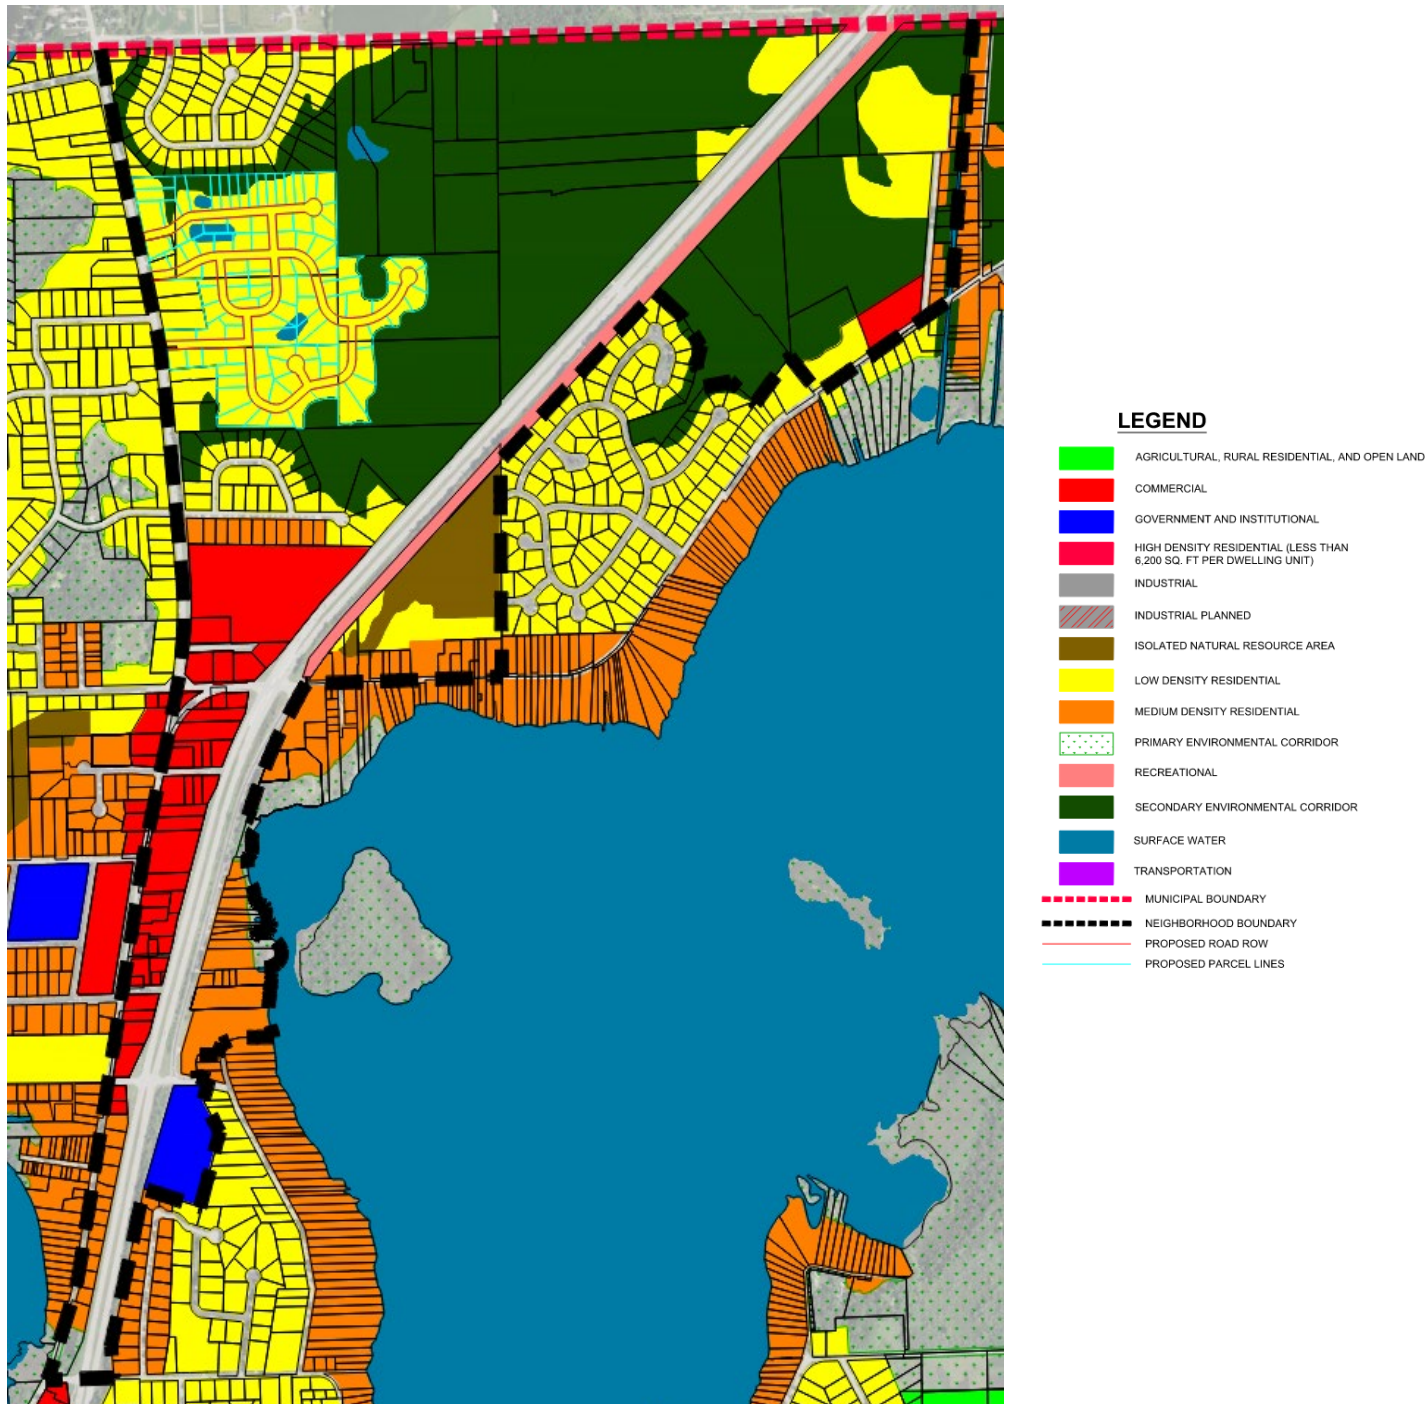 LEGEND
AGRICULTURAL, RURAL RESIDENTIAL, AND OPEN LAND
COMMERCIAL
GOVERNMENT AND INSTITUTIONAL
HIGH DENSITY RESIDENTIAL (LESS THAN
6,200 SQ. FT PER DWELLING UNIT)
INDUSTRIAL
INDUSTRIAL PLANNED
ISOLATED NATURAL RESOURCE AREA
LOW DENSITY RESIDENTIAL
MEDIUM DENSITY RESIDENTIAL
PRIMARY ENVIRONMENTAL CORRIDOR
RECREATIONAL
SECONDARY ENVIRONMENTAL CORRIDOR
SURFACE WATER
TRANSPORTATION
MUNICIPAL BOUNDARY
NEIGHBORHOOD BOUNDARY
PROPOSED ROAD ROW
PROPOSED PARCEL LINES